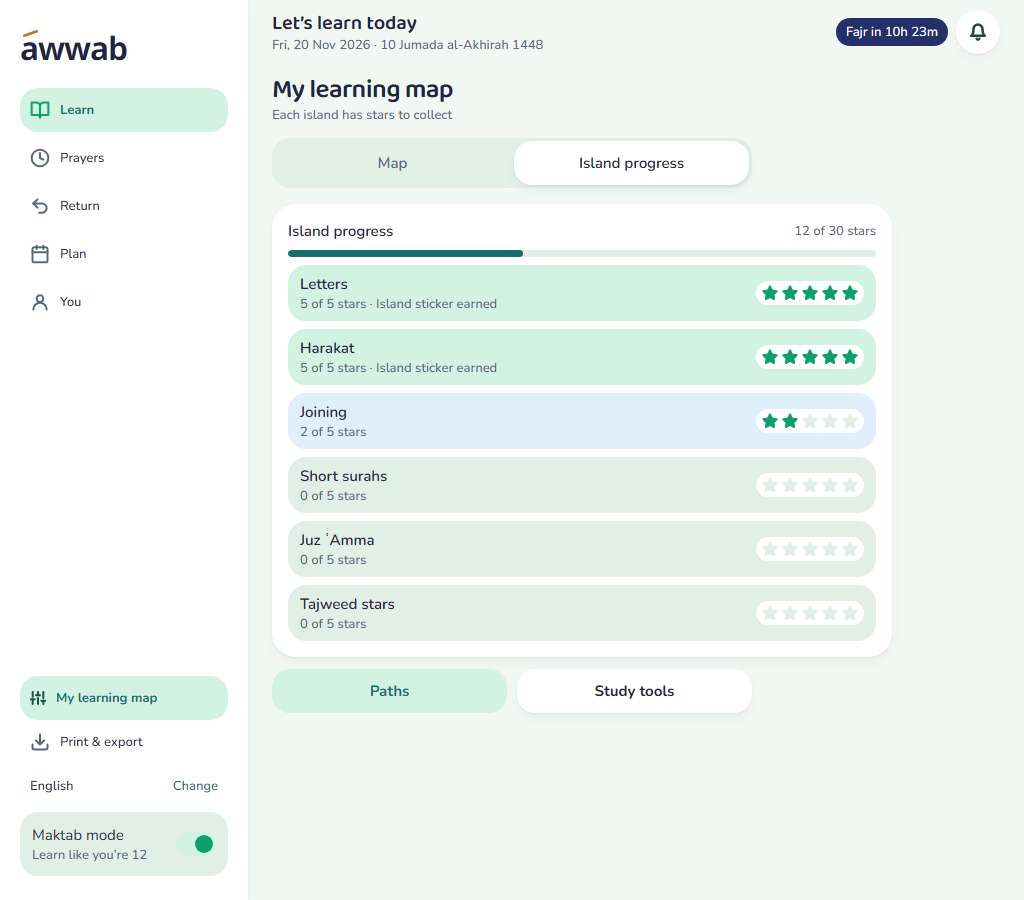 awwab
Learn
Prayers
Return
Plan
You
My learning map
Print & export
English
Change
Maktab mode
Learn like you’re 12
Let’s learn today
Fri, 20 Nov 2026 · 10 Jumada al-Akhirah 1448
Fajr in 10h 23m
My learning map
Each island has stars to collect
Map
Island progress
Island progress
12 of 30 stars
Letters
5 of 5 stars · Island sticker earned
Harakat
5 of 5 stars · Island sticker earned
Joining
2 of 5 stars
Short surahs
0 of 5 stars
Juz ʿAmma
0 of 5 stars
Tajweed stars
0 of 5 stars
Paths
Study tools